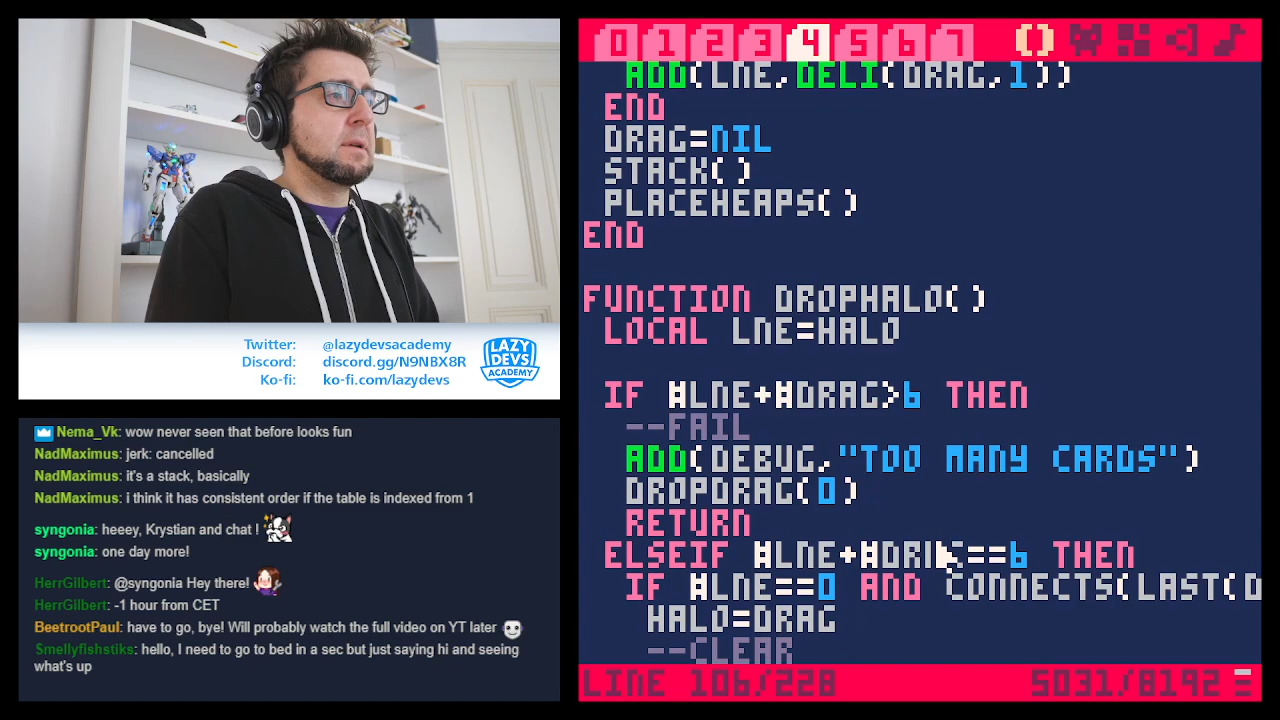 Twitter: @lazydevsacademy
Discord: discord.gg/N9NBX8R
Ko-fi: ko-fi.com/lazydevs
LAZY
DEVS
ACADEMY
Nema_Vk: wow never seen that before looks fun
NadMaximus: jerk: cancelled
NadMaximus: it's a stack, basically
NadMaximus: i think it has consistent order if the table is indexed from 1
syngonia: heeey, Krystian and chat !
syngonia: one day more!
HerrGilbert: @syngonia Hey there!
HerrGilbert: -1 hour from CET
BeetrootPaul: have to go, bye! Will probably watch the full video on YT later
Smellyfishstiks: hello, I need to go to bed in a sec but just saying hi and seeing
what's up
0 1 2 3 4 5 6 7 ()
ADD(LNE,DELI(DRAG,1))
END
DRAG=NIL
STACK()
PLACEHEAPS()
END
FUNCTION DROPHALO()
LOCAL LNE=HALO
IF #LNE+#DRAG>6 THEN
--FAIL
ADD(DEBUG,"TOO MANY CARDS")
DROPDRAG(0)
RETURN
ELSEIF #LNE+ ==6 THEN
IF #LNE==0 AND CONNECTS(LAST(D
HALO=DRAG
--CLEAR
LINE 106/228 5031/8192